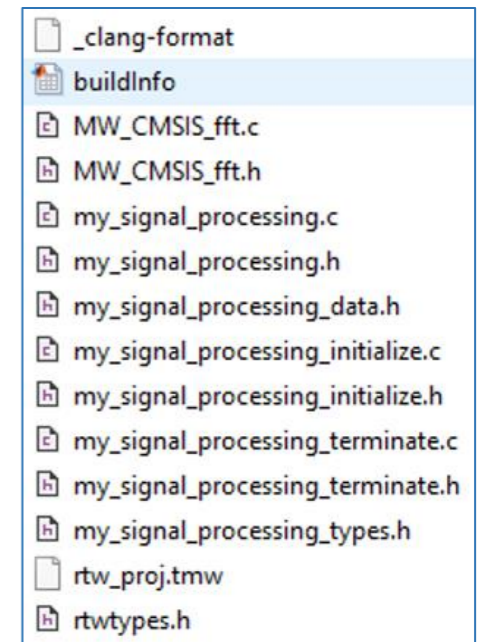 _clang-format
buildInfo
MW_CMSIS_fft.c
MW_CMSIS_fft.h
my_signal_processing.c
my_signal_processing.h
my_signal_processing_data.h
my_signal_processing_initialize.c
my_signal_processing_initialize.h
my_signal_processing_terminate.c
my_signal_processing_terminate.h
my_signal_processing_types.h
rtw_proj.tmw
rtwtypes.h